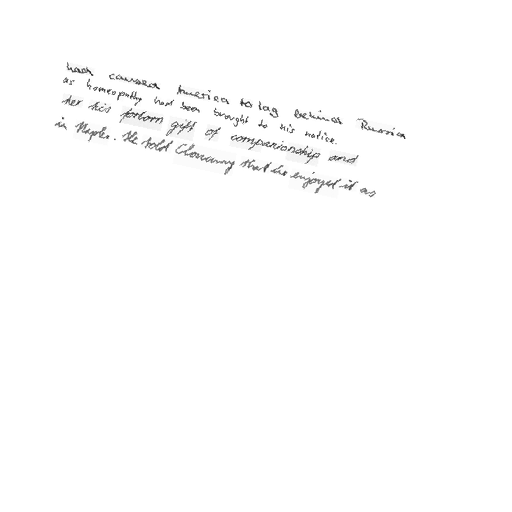 had caused America to lag behind Russia
as homeopathy had been brought to his notice.
her his forlorn gift of companionship and
in Naples. He told that he enjoyed it as